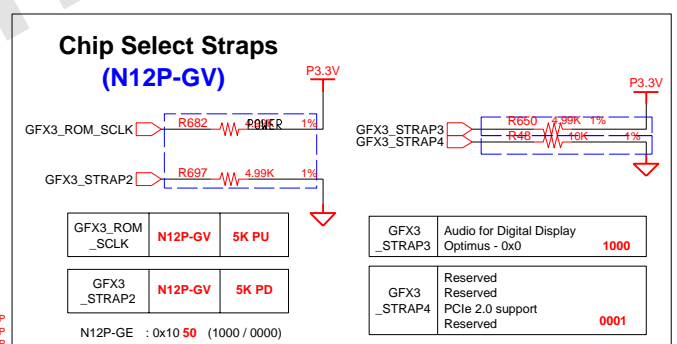 Chip Select Straps
(N12P-GV)
P3.3V
P3.3V
GFX3_ROM_SCLK
R682
POWER
1%
GFX3_STRAP3
R650
4.99K
1%
GFX3_STRAP4
R48
10K
1%
GFX3_STRAP2
R697
4.99K
1%
GFX3_ROM
_SCLK
N12P-GV
5K PU
GFX3
_STRAP3
Audio for Digital Display
Optimus - 0x0
1000
GFX3
_STRAP2
N12P-GV
5K PD
GFX3
_STRAP4
Reserved
Reserved
PCIe 2.0 support
Reserved
0001
N12P-GE : 0x10 50 (1000 / 0000)